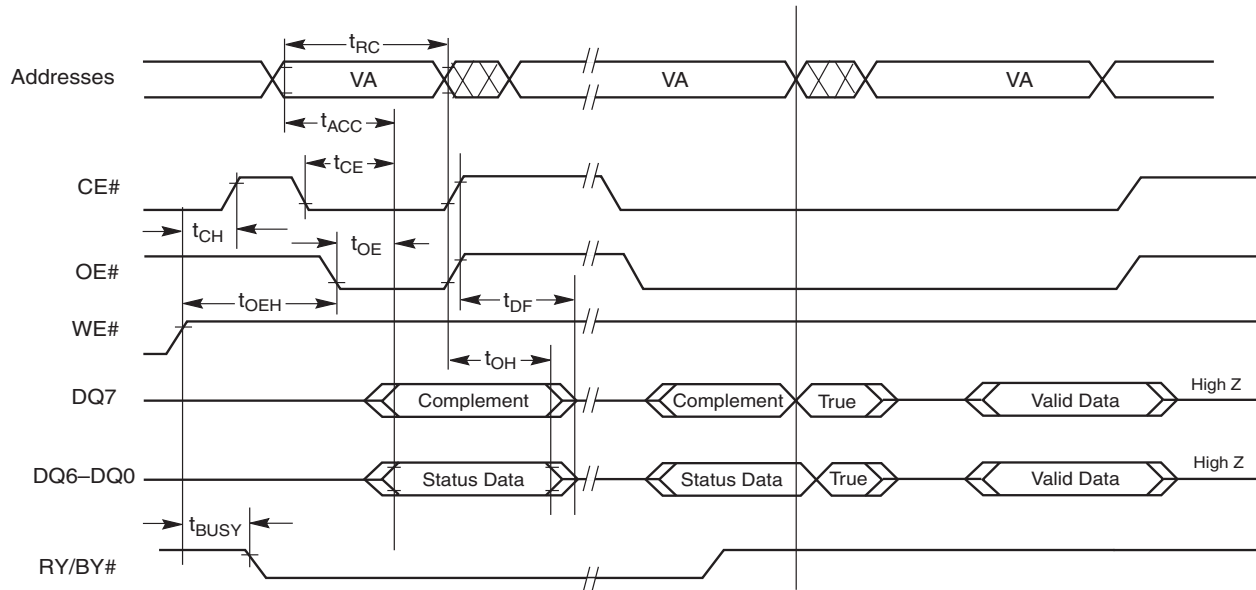 tRC
Addresses VA VA VA
tACC
tCE
CE#
tCH tOE
OE#
tOEH tDF
WE#
tOH
DQ7 Complement Complement True Valid Data High Z
DQ6–DQ0 Status Data Status Data True Valid Data High Z
tBUSY
RY/BY#